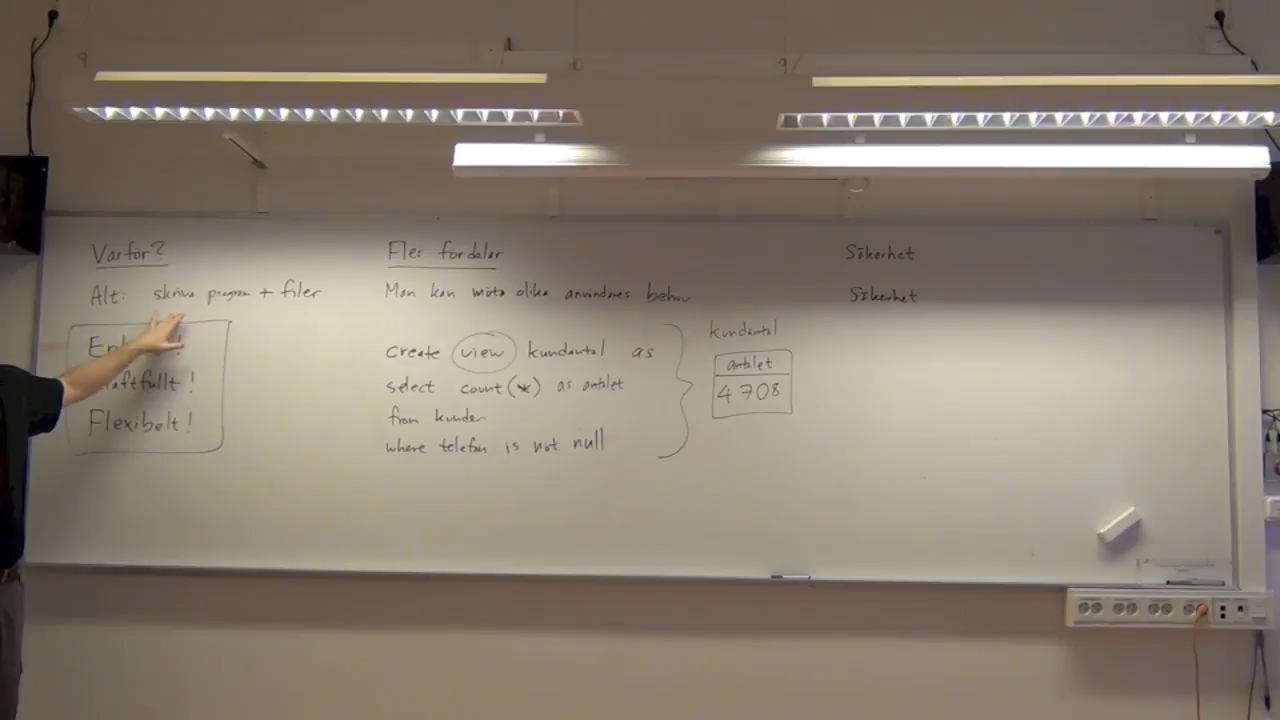 Varför?
Alt: skriva program + filer
Flexibelt!
Fler fördelar
Man kan möta olika användares behov
create view kundantal as
select count(*) as antalet
from kunder
where telefon is not null
kundantal
antalet
4708
Säkerhet
Säkerhet